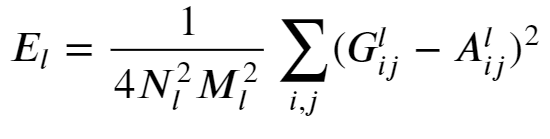 E_l = \frac{1}{4N_l^2 M_l^2} \sum_{i,j} (G_{ij}^l - A_{ij}^l)^2